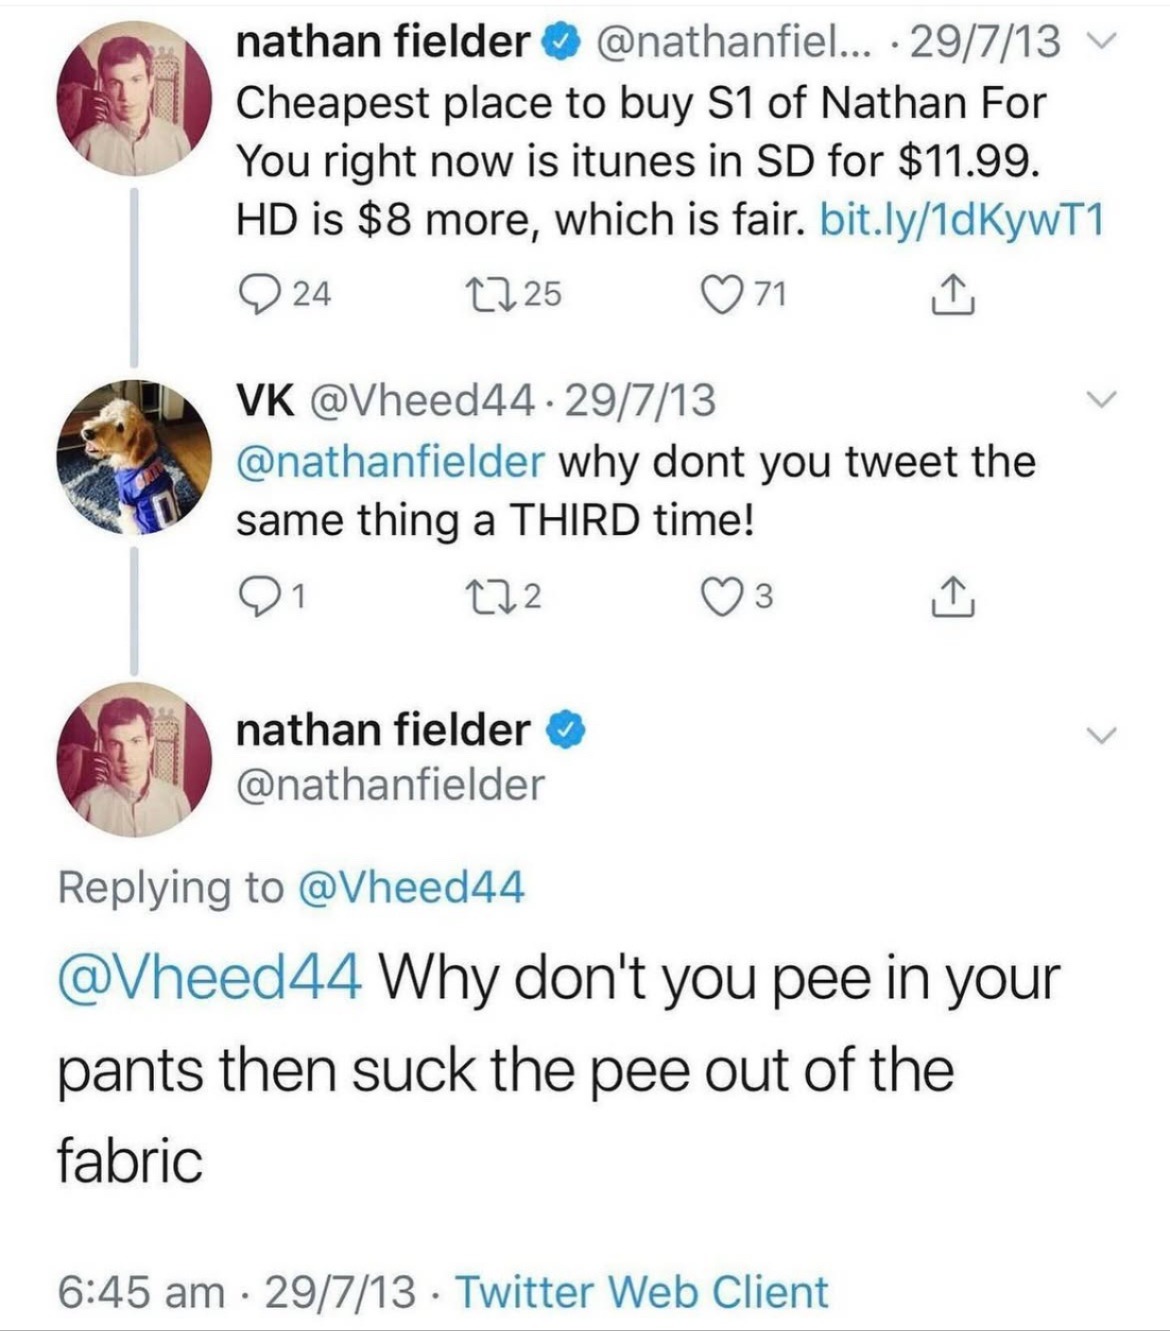 nathan fielder @nathanfiel... · 29/7/13
Cheapest place to buy S1 of Nathan For
You right now is itunes in SD for $11.99.
HD is $8 more, which is fair. bit.ly/1dKywT1
24 25 71
VK @Vheed44 · 29/7/13
@nathanfielder why dont you tweet the
same thing a THIRD time!
1 2 3
nathan fielder
@nathanfielder
Replying to @Vheed44
@Vheed44 Why don't you pee in your
pants then suck the pee out of the
fabric
6:45 am · 29/7/13 · Twitter Web Client